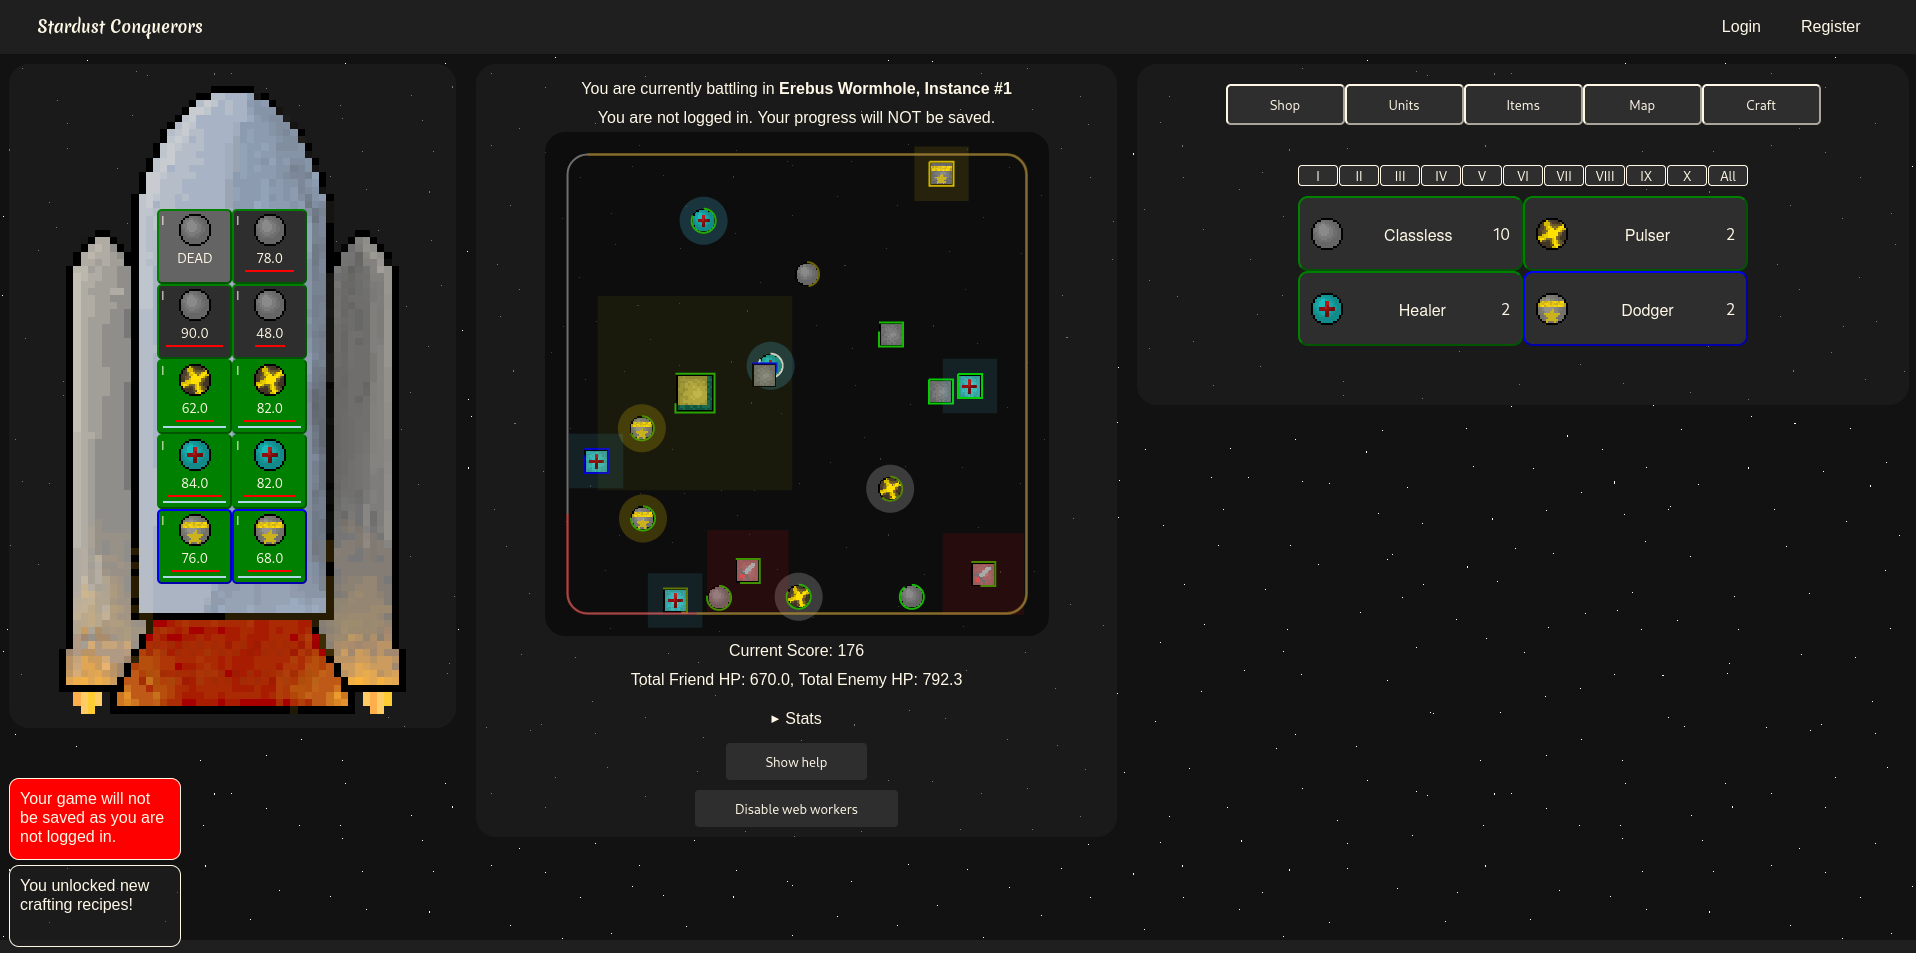 Stardust Conquerors
Login
Register
I
DEAD
I
78.0
I
90.0
I
48.0
I
62.0
I
82.0
I
84.0
I
82.0
I
76.0
I
68.0
Your game will not
be saved as you are
not logged in.
You unlocked new
crafting recipes!
You are currently battling in Erebus Wormhole, Instance #1
You are not logged in. Your progress will NOT be saved.
Current Score: 176
Total Friend HP: 670.0, Total Enemy HP: 792.3
▸ Stats
Show help
Disable web workers
Shop
Units
Items
Map
Craft
I
II
III
IV
V
VI
VII
VIII
IX
X
All
Classless 10
Pulser 2
Healer 2
Dodger 2